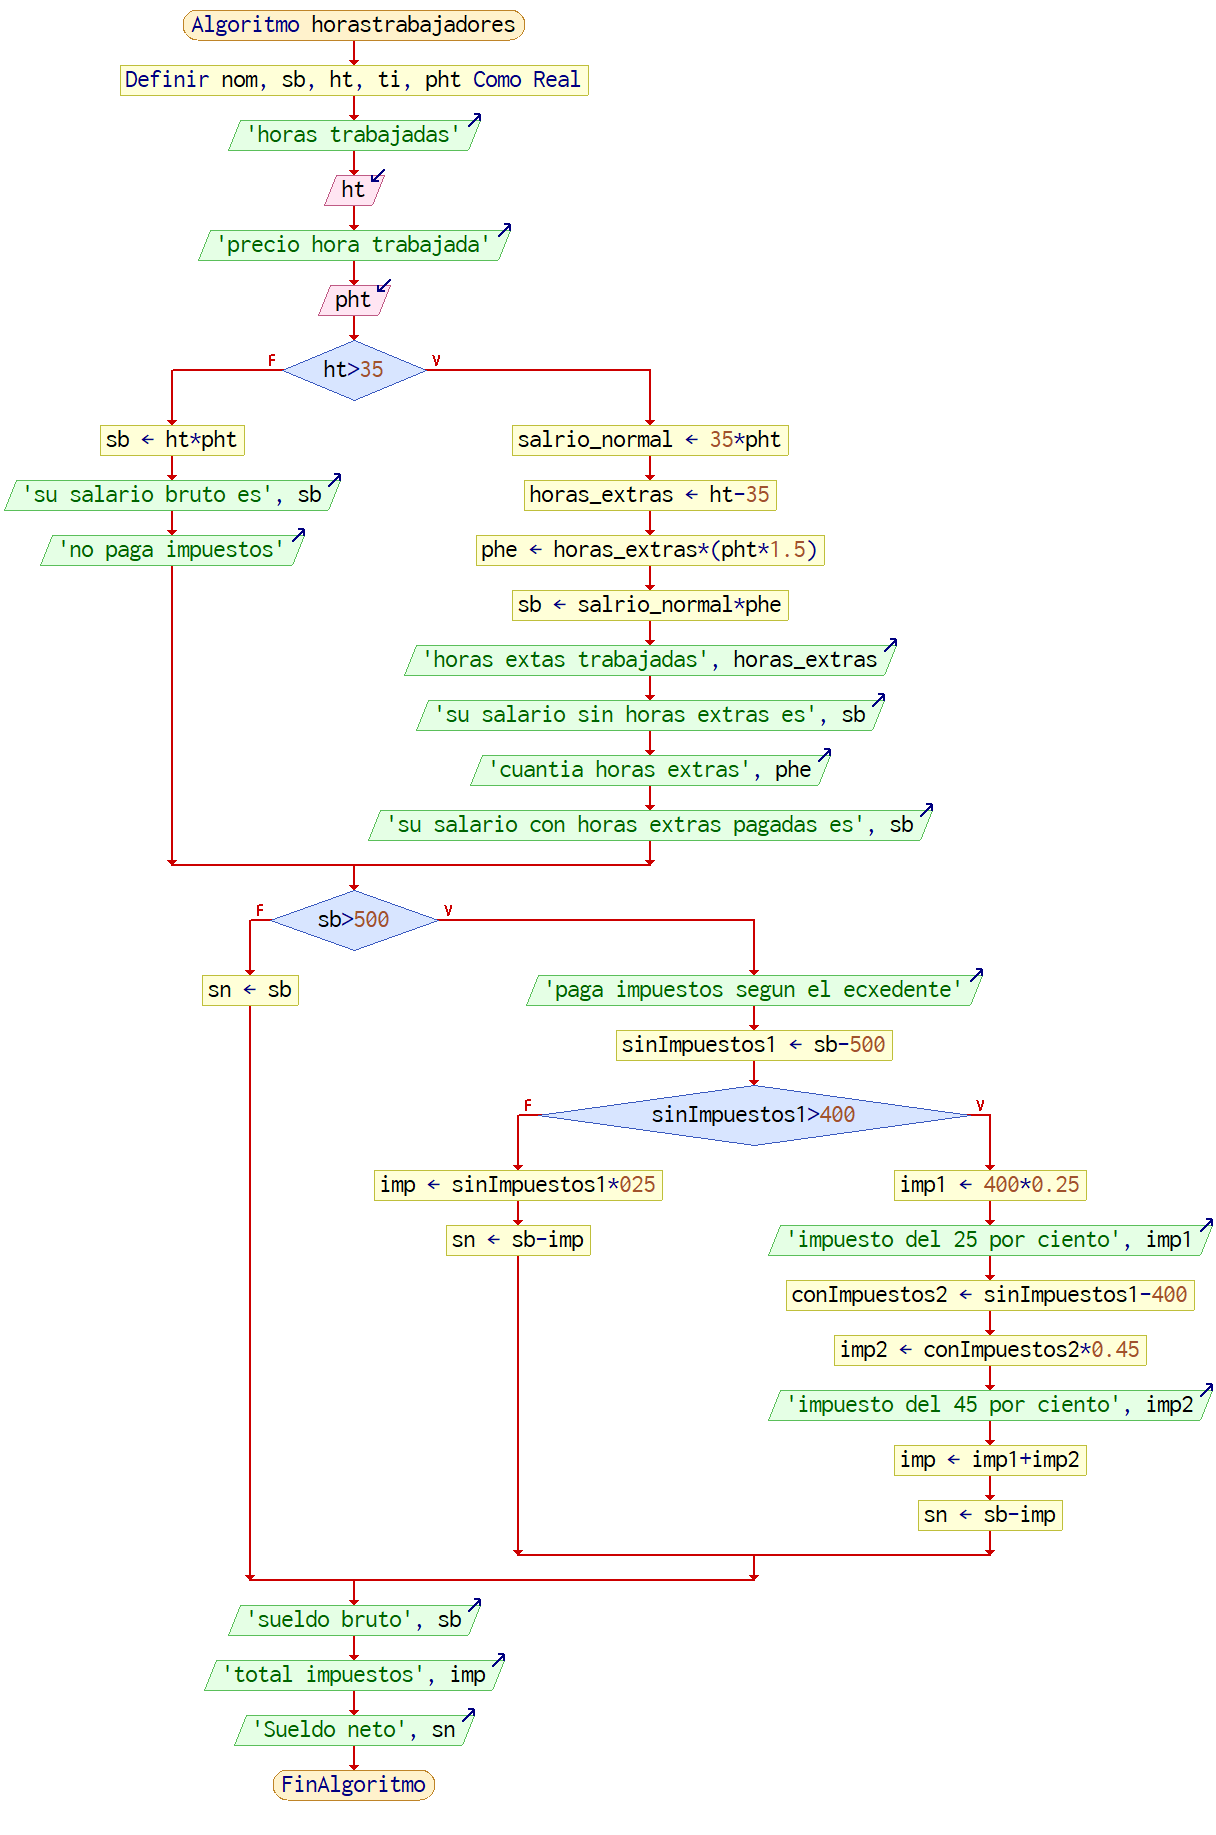 Algoritmo horastrabajadores
Definir nom, sb, ht, ti, pht Como Real
'horas trabajadas'
ht
'precio hora trabajada'
pht
F
ht>35
V
sb ← ht*pht
'su salario bruto es', sb
'no paga impuestos'
salrio_normal ← 35*pht
horas_extras ← ht-35
phe ← horas_extras*(pht*1.5)
sb ← salrio_normal*phe
'horas extas trabajadas', horas_extras
'su salario sin horas extras es', sb
'cuantia horas extras', phe
'su salario con horas extras pagadas es', sb
F
sb>500
V
sn ← sb
'paga impuestos segun el ecxedente'
sinImpuestos1 ← sb-500
F
sinImpuestos1>400
V
imp ← sinImpuestos1*025
sn ← sb-imp
imp1 ← 400*0.25
'impuesto del 25 por ciento', imp1
conImpuestos2 ← sinImpuestos1-400
imp2 ← conImpuestos2*0.45
'impuesto del 45 por ciento', imp2
imp ← imp1+imp2
sn ← sb-imp
'sueldo bruto', sb
'total impuestos', imp
'Sueldo neto', sn
FinAlgoritmo